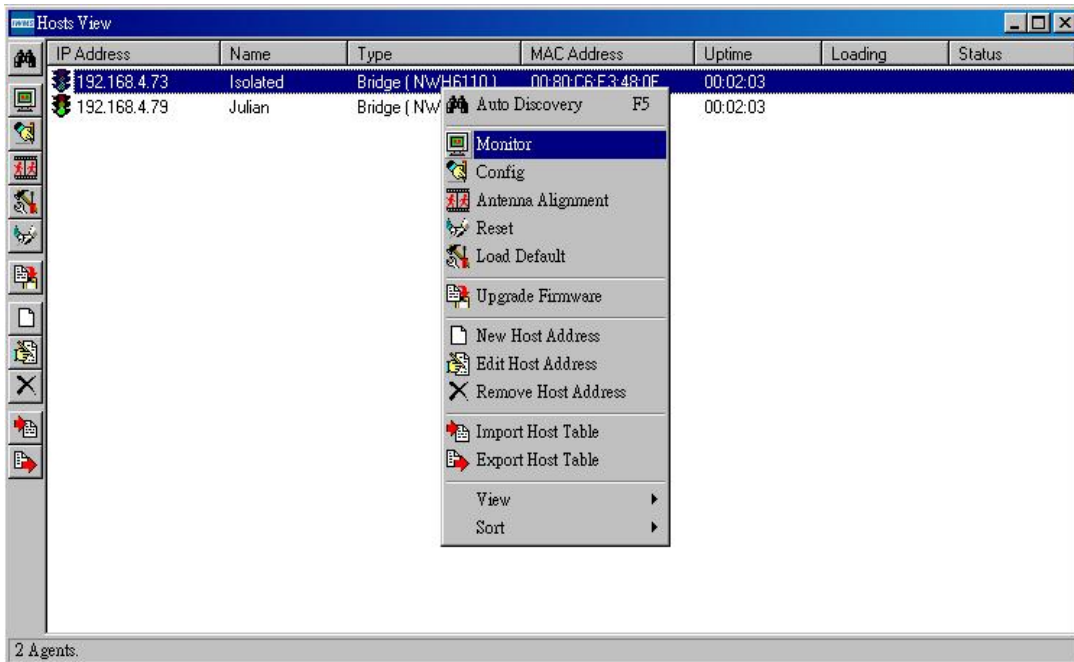 Hosts View
IP Address Name Type MAC Address Uptime Loading Status
192.168.4.73 Isolated Bridge ( NWH6110 ) 00:80:C6:E3:48:0F 00:02:03
192.168.4.79 Julian Bridge ( NW 00:02:03
Auto Discovery F5
Monitor
Config
Antenna Alignment
Reset
Load Default
Upgrade Firmware
New Host Address
Edit Host Address
Remove Host Address
Import Host Table
Export Host Table
View
Sort
2 Agents.